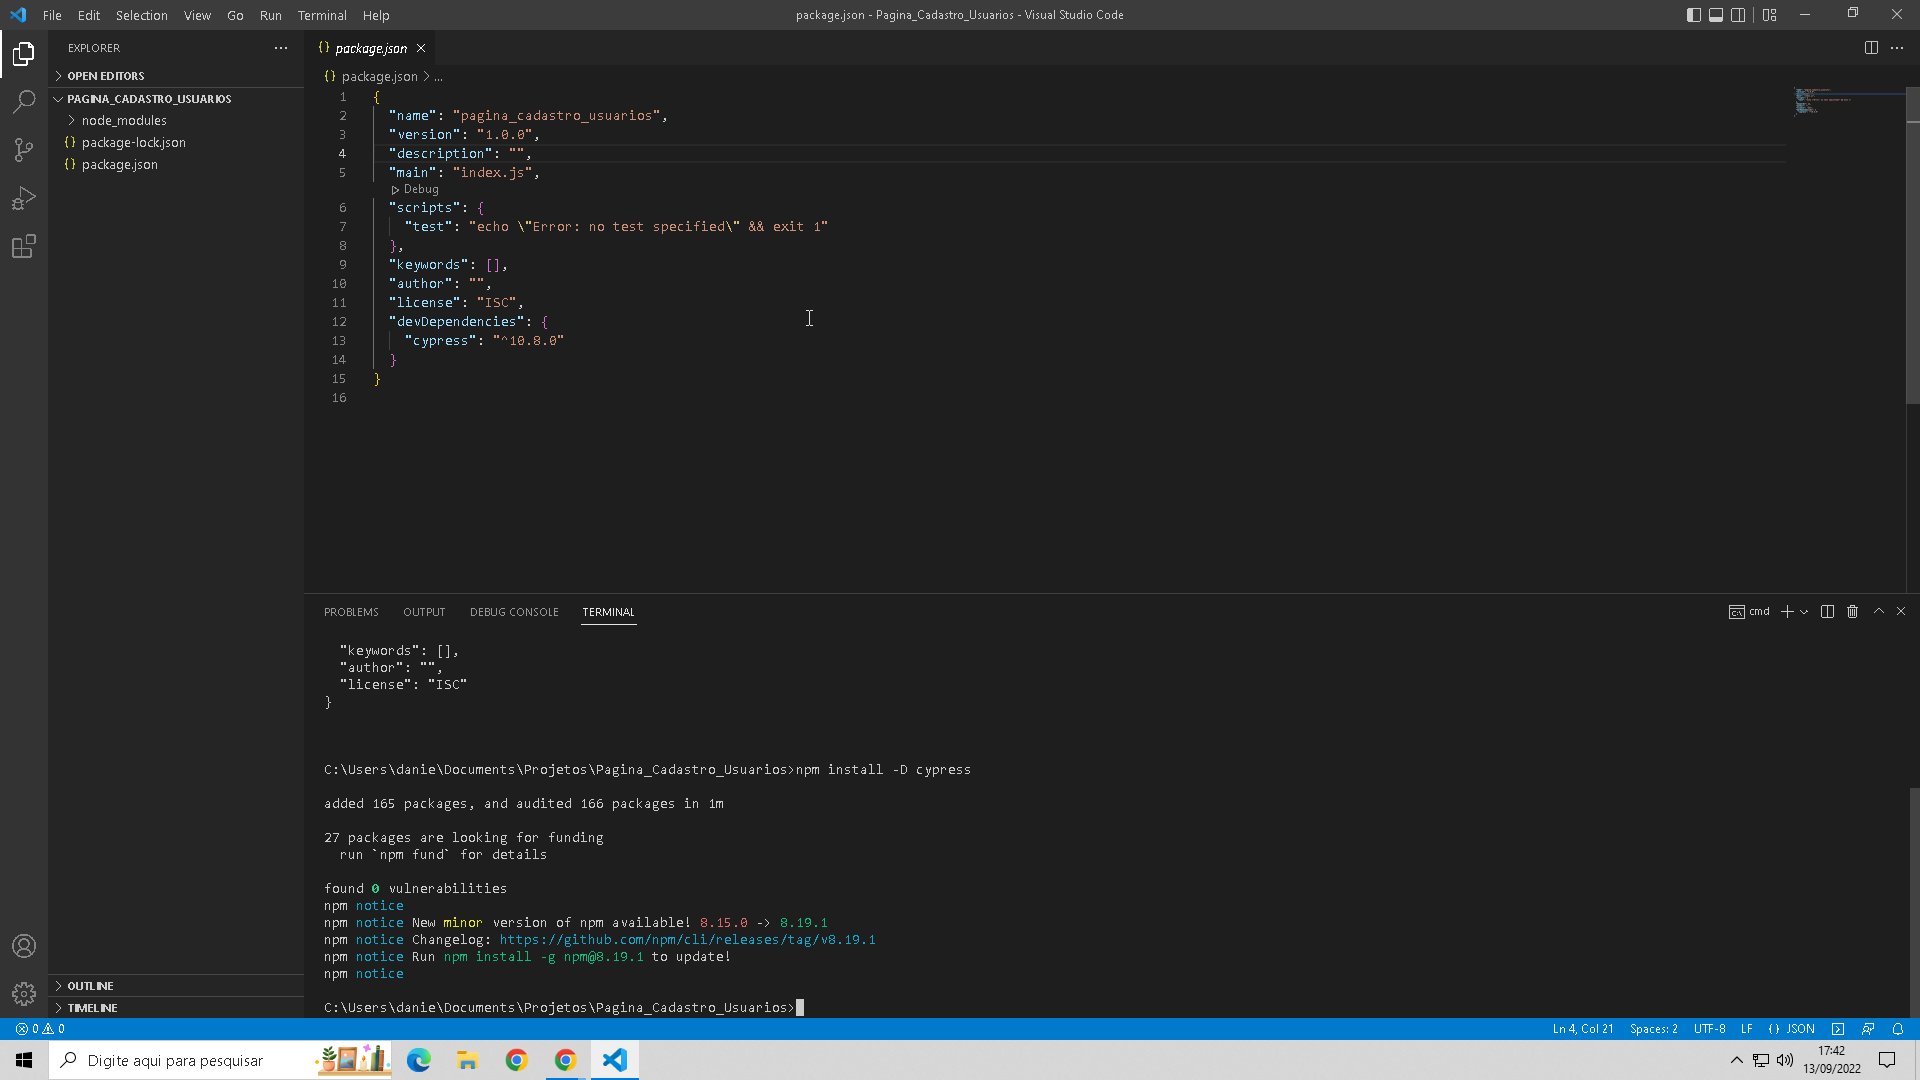 File Edit Selection View Go Run Terminal Help
package.json - Pagina_Cadastro_Usuarios - Visual Studio Code
EXPLORER
OPEN EDITORS
PAGINA_CADASTRO_USUARIOS
node_modules
package-lock.json
package.json
OUTLINE
TIMELINE
{} package.json
{} package.json > ...
1 {
2 "name": "pagina_cadastro_usuarios",
3 "version": "1.0.0",
4 "description": "",
5 "main": "index.js",
Debug
6 "scripts": {
7 "test": "echo \"Error: no test specified\" && exit 1"
8 },
9 "keywords": [],
10 "author": "",
11 "license": "ISC",
12 "devDependencies": {
13 "cypress": "^10.8.0"
14 }
15 }
16
PROBLEMS OUTPUT DEBUG CONSOLE TERMINAL
cmd
"keywords": [],
"author": "",
"license": "ISC"
}
C:\Users\danie\Documents\Projetos\Pagina_Cadastro_Usuarios>npm install -D cypress
added 165 packages, and audited 166 packages in 1m
27 packages are looking for funding
run `npm fund` for details
found 0 vulnerabilities
npm notice
npm notice New minor version of npm available! 8.15.0 -> 8.19.1
npm notice Changelog: https://github.com/npm/cli/releases/tag/v8.19.1
npm notice Run npm install -g npm@8.19.1 to update!
npm notice
C:\Users\danie\Documents\Projetos\Pagina_Cadastro_Usuarios>
0 0
Ln 4, Col 21 Spaces: 2 UTF-8 LF {} JSON
Digite aqui para pesquisar
17:42
13/09/2022